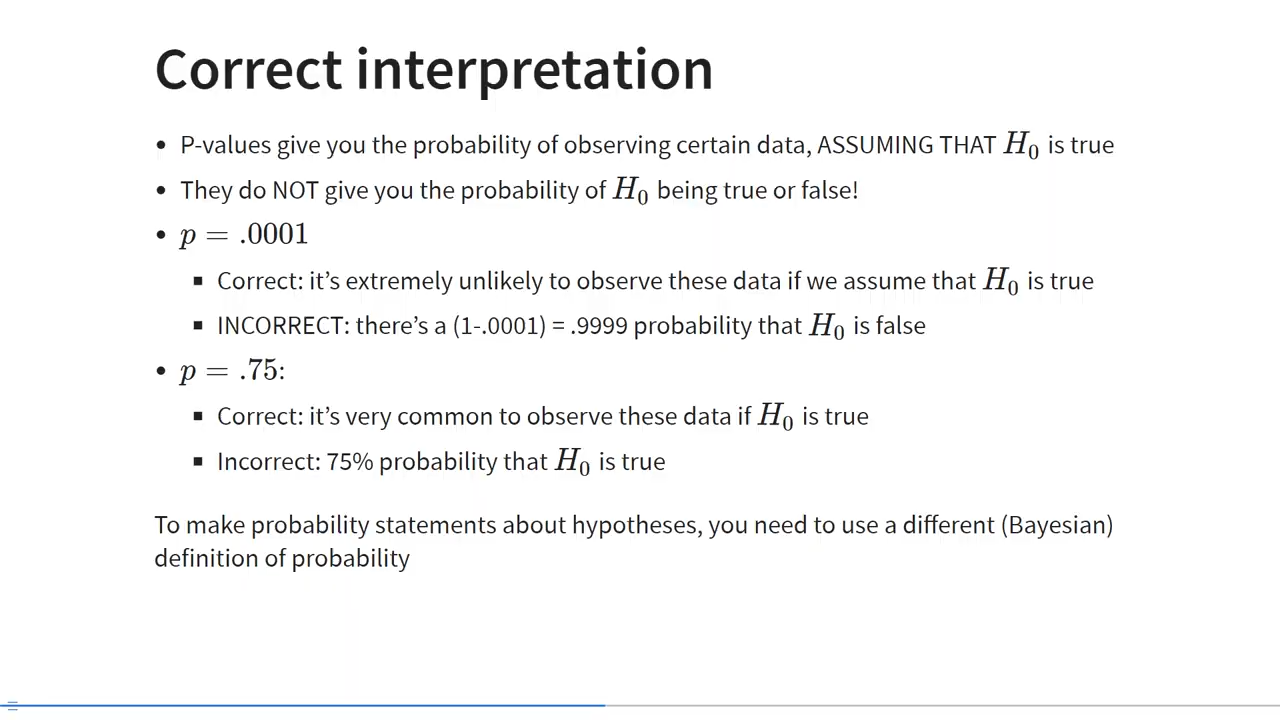 Correct interpretation
• P-values give you the probability of observing certain data, ASSUMING THAT H₀ is true
• They do NOT give you the probability of H₀ being true or false!
• p = .0001
▪ Correct: it’s extremely unlikely to observe these data if we assume that H₀ is true
▪ INCORRECT: there’s a (1-.0001) = .9999 probability that H₀ is false
• p = .75:
▪ Correct: it’s very common to observe these data if H₀ is true
▪ Incorrect: 75% probability that H₀ is true
To make probability statements about hypotheses, you need to use a different (Bayesian)
definition of probability